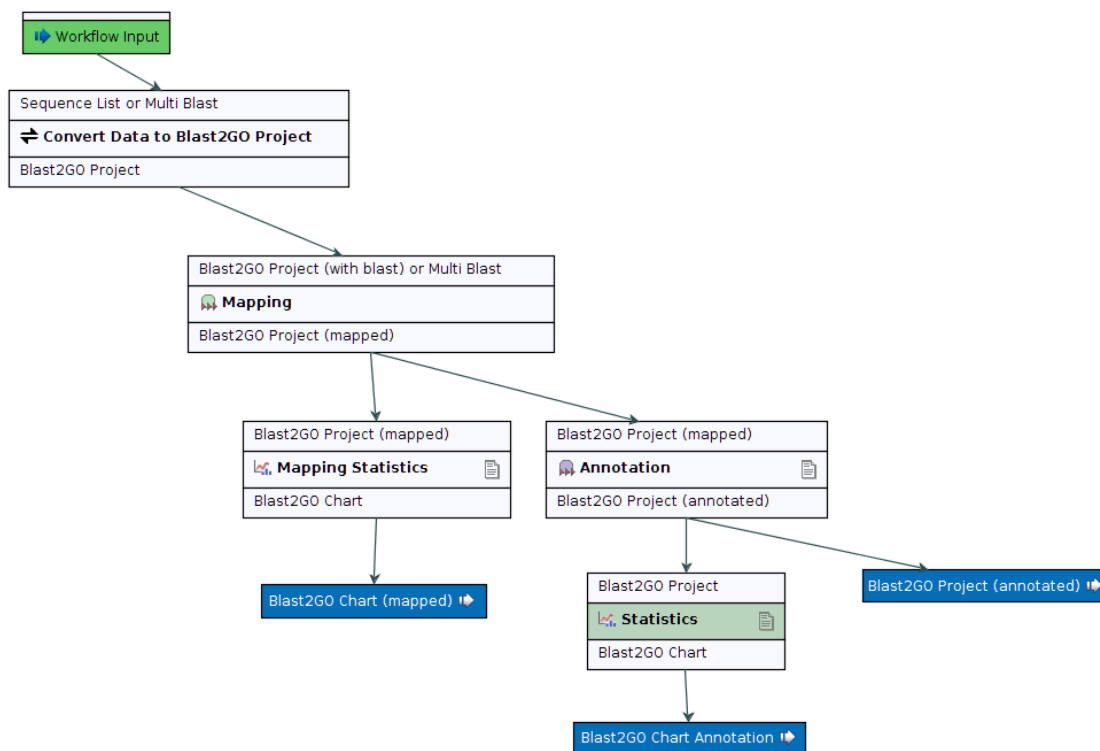 Workflow Input
Sequence List or Multi Blast
Convert Data to Blast2GO Project
Blast2GO Project
Blast2GO Project (with blast) or Multi Blast
Mapping
Blast2GO Project (mapped)
Blast2GO Project (mapped)
Mapping Statistics
Blast2GO Chart
Blast2GO Project (mapped)
Annotation
Blast2GO Project (annotated)
Blast2GO Chart (mapped)
Blast2GO Project
Statistics
Blast2GO Chart
Blast2GO Project (annotated)
Blast2GO Chart Annotation